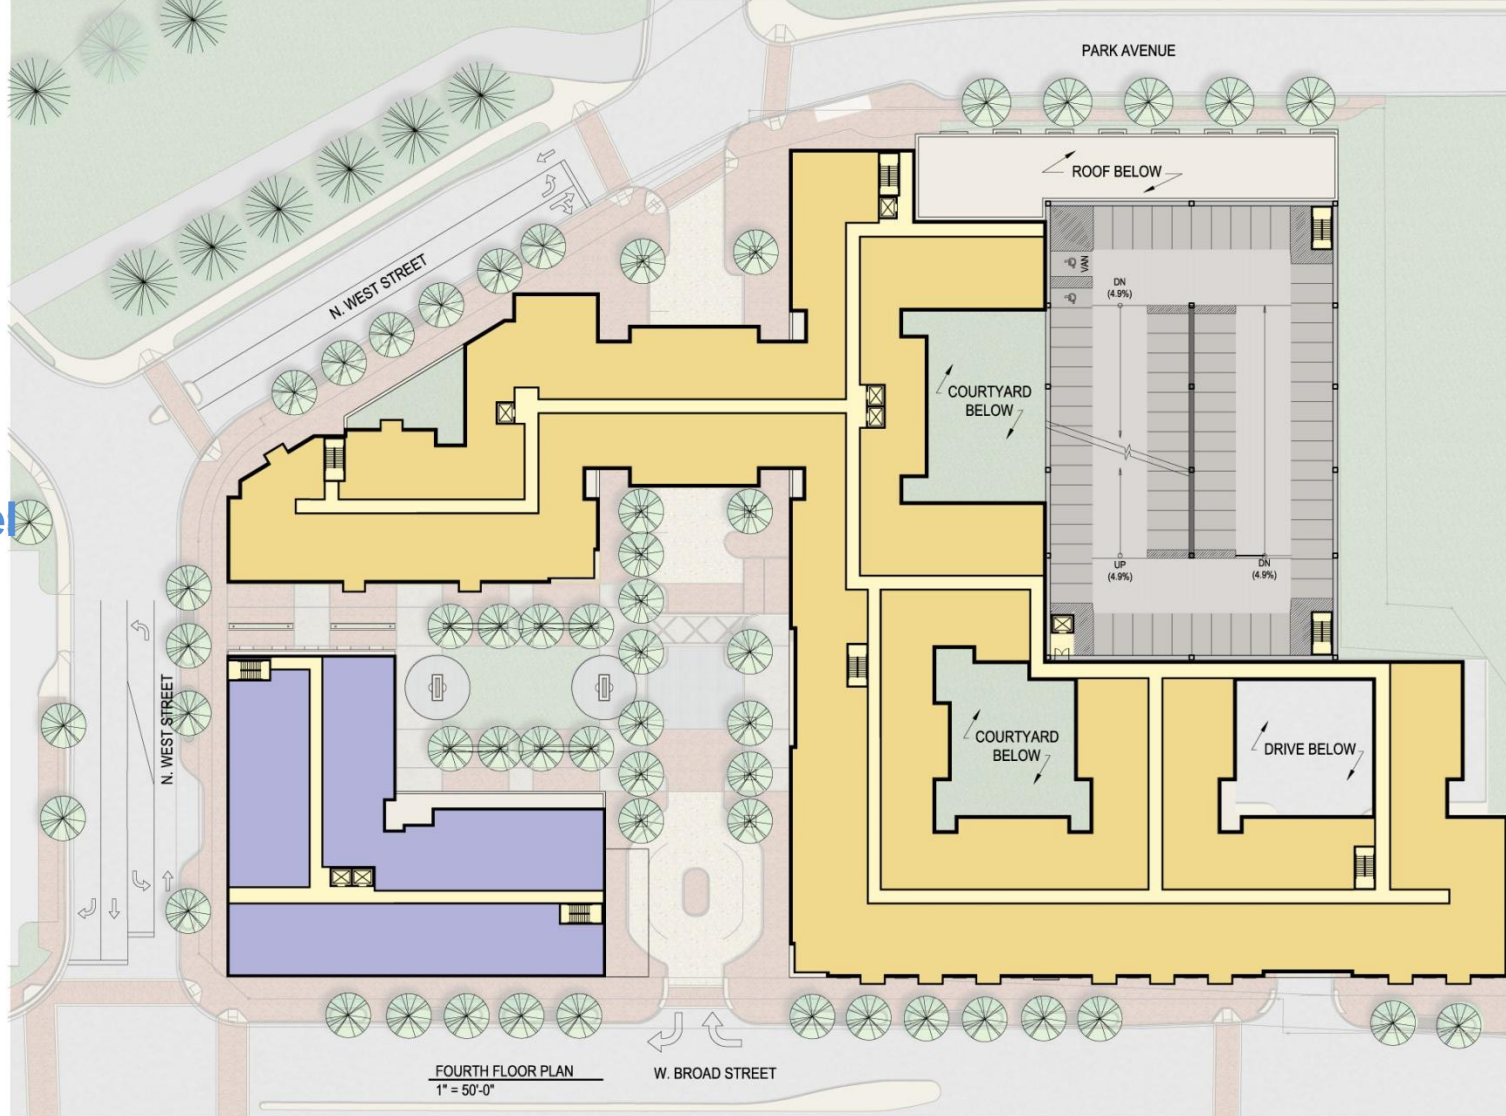 PARK AVENUE
ROOF BELOW
N. WEST STREET
VAN
DN
(4.9%)
COURTYARD
BELOW
el
UP
(4.9%)
DN
(4.9%)
N. WEST STREET
COURTYARD
BELOW
DRIVE BELOW
FOURTH FLOOR PLAN
1" = 50'-0"
W. BROAD STREET